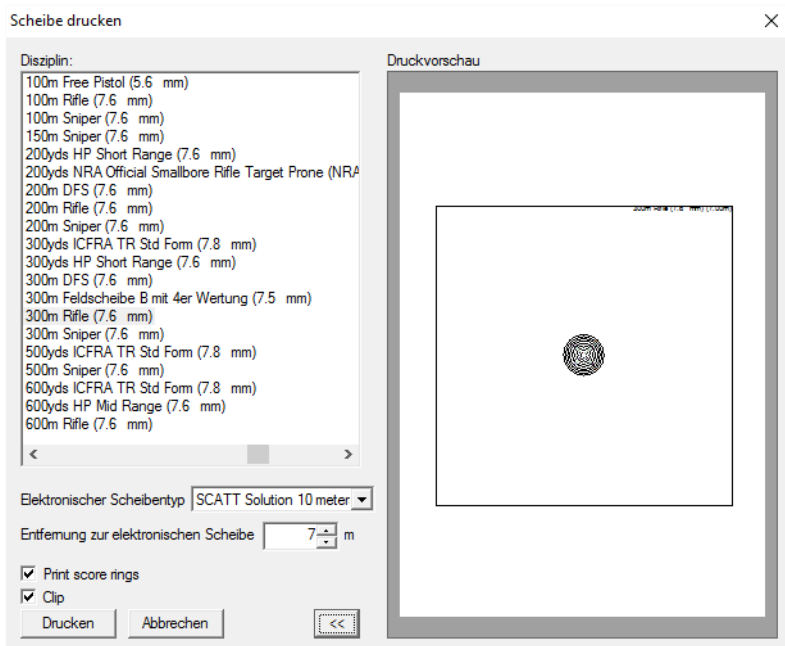 Scheibe drucken
Disziplin:
100m Free Pistol (5.6 mm)
100m Rifle (7.6 mm)
100m Sniper (7.6 mm)
150m Sniper (7.6 mm)
200yds HP Short Range (7.6 mm)
200yds NRA Official Smallbore Rifle Target Prone (NRA
200m DFS (7.6 mm)
200m Rifle (7.6 mm)
200m Sniper (7.6 mm)
300yds ICFRA TR Std Form (7.8 mm)
300yds HP Short Range (7.6 mm)
300m DFS (7.6 mm)
300m Feldscheibe B mit 4er Wertung (7.5 mm)
300m Rifle (7.6 mm)
300m Sniper (7.6 mm)
500yds ICFRA TR Std Form (7.8 mm)
500m Sniper (7.6 mm)
600yds ICFRA TR Std Form (7.8 mm)
600yds HP Mid Range (7.6 mm)
600m Rifle (7.6 mm)
Elektronischer Scheibentyp SCATT Solution 10 meter
Entfernung zur elektronischen Scheibe 7 m
Print score rings
Clip
Drucken Abbrechen <<
Druckvorschau
Rifle (7.6 mm) (7.00m)